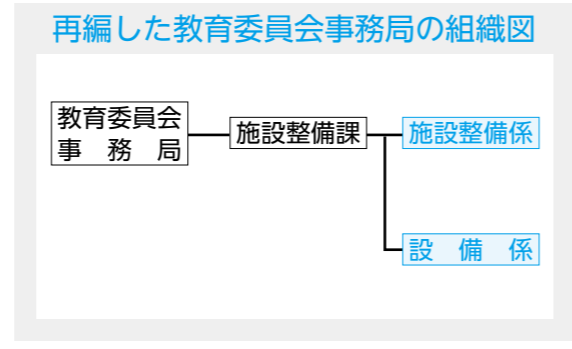 再編した教育委員会事務局の組織図
教育委員会
事務局
施設整備課
施設整備係
設備係